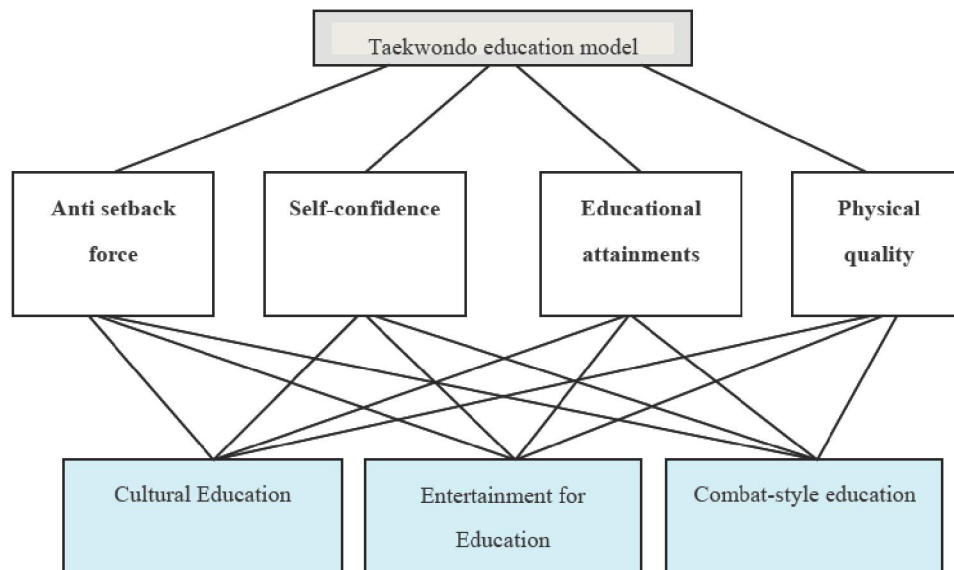 Taekwondo education model
Anti setback
force
Self-confidence
Educational
attainments
Physical
quality
Cultural Education
Entertainment for
Education
Combat-style education